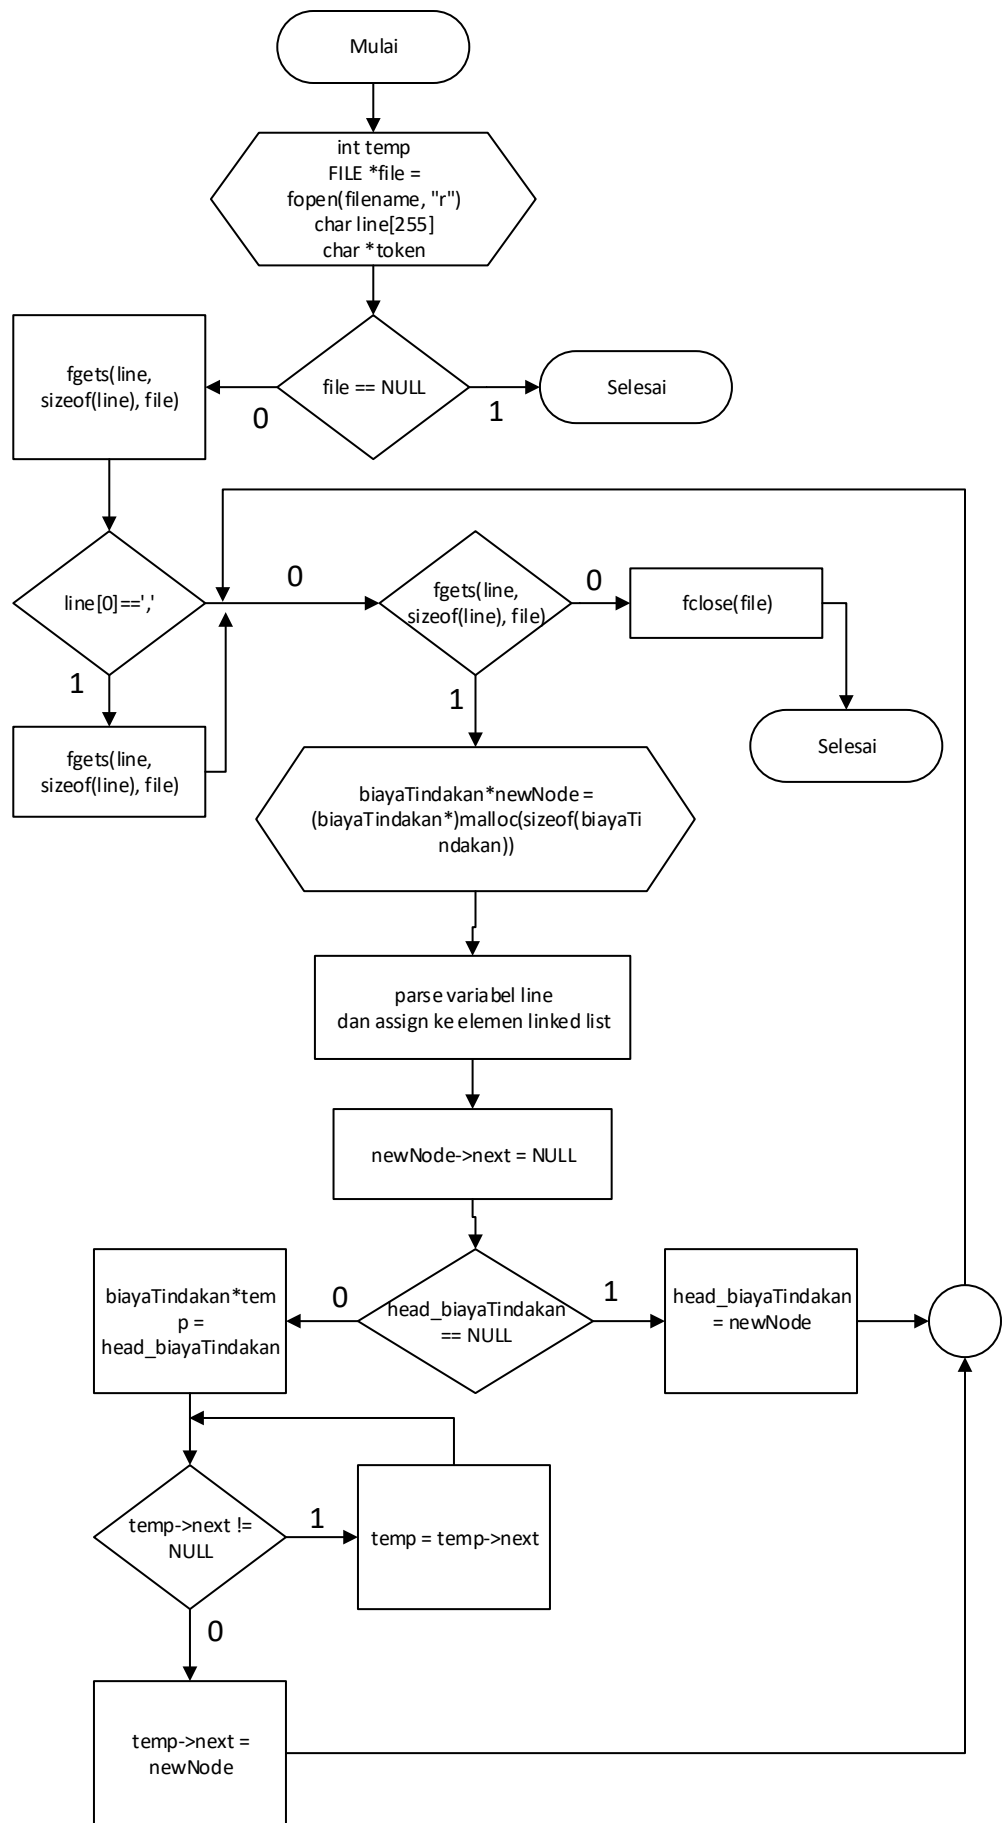 Mulai
int temp
FILE *file =
fopen(filename, "r")
char line[255]
char *token
file == NULL
0
1
Selesai
fgets(line,
sizeof(line), file)
line[0]==','
0
1
fgets(line,
sizeof(line), file)
fgets(line,
sizeof(line), file)
0
1
fclose(file)
Selesai
biayaTindakan*newNode =
(biayaTindakan*)malloc(sizeof(biayaTi
ndakan))
parse variabel line
dan assign ke elemen linked list
newNode->next = NULL
head_biayaTindakan
== NULL
0
1
biayaTindakan*tem
p =
head_biayaTindakan
head_biayaTindakan
= newNode
temp->next !=
NULL
1
0
temp = temp->next
temp->next =
newNode